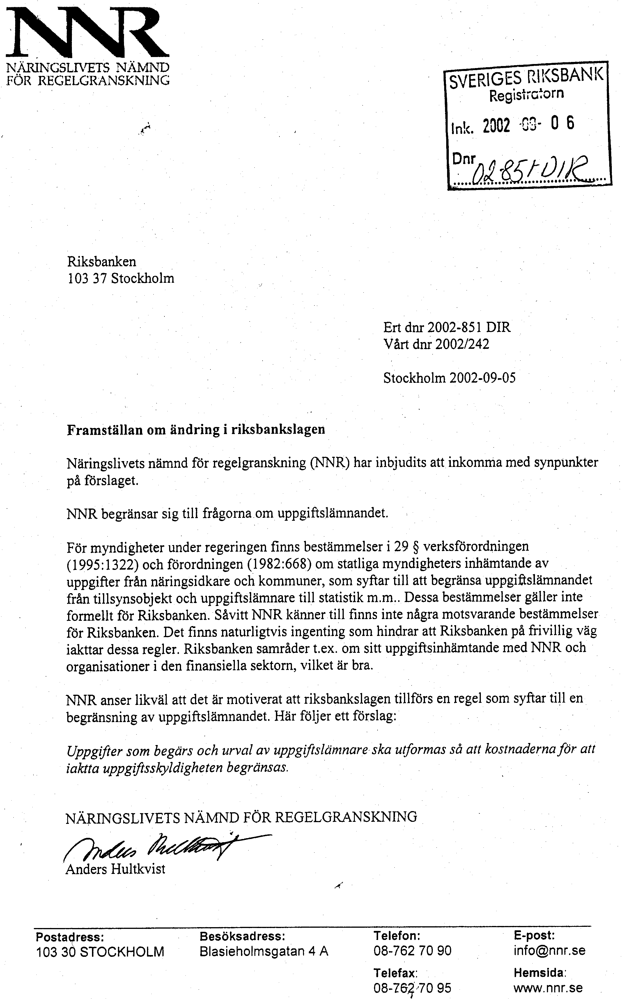 NNR
NÄRINGSLIVETS NÄMND
FÖR REGELGRANSKNING
SVERIGES RIKSBANK
Registratorn
Ink. 2002 -09- 0 6
Dnr
02-851-DIR
Riksbanken
103 37 Stockholm
Ert dnr 2002-851 DIR
Vårt dnr 2002/242
Stockholm 2002-09-05
Framställan om ändring i riksbankslagen
Näringslivets nämnd för regelgranskning (NNR) har inbjudits att inkomma med synpunkter
på förslaget.
NNR begränsar sig till frågorna om uppgiftslämnandet.
För myndigheter under regeringen finns bestämmelser i 29 § verksförordningen
(1995:1322) och förordningen (1982:668) om statliga myndigheters inhämtande av
uppgifter från näringsidkare och kommuner, som syftar till att begränsa uppgiftslämnandet
från tillsynsobjekt och uppgiftslämnare till statistik m.m.. Dessa bestämmelser gäller inte
formellt för Riksbanken. Såvitt NNR känner till finns inte några motsvarande bestämmelser
för Riksbanken. Det finns naturligtvis ingenting som hindrar att Riksbanken på frivillig väg
iakttar dessa regler. Riksbanken samråder t.ex. om sitt uppgiftsinhämtande med NNR och
organisationer i den finansiella sektorn, vilket är bra.
NNR anser likväl att det är motiverat att riksbankslagen tillförs en regel som syftar till en
begränsning av uppgiftslämnandet. Här följer ett förslag:
Uppgifter som begärs och urval av uppgiftslämnare ska utformas så att kostnaderna för att
iaktta uppgiftsskyldigheten begränsas.
NÄRINGSLIVETS NÄMND FÖR REGELGRANSKNING
Anders Hultkvist
Anders Hultkvist
Postadress: Besöksadress: Telefon: E-post:
103 30 STOCKHOLM Blasieholmsgatan 4 A 08-762 70 90 info@nnr.se
Telefax: Hemsida:
08-762 70 95 www.nnr.se